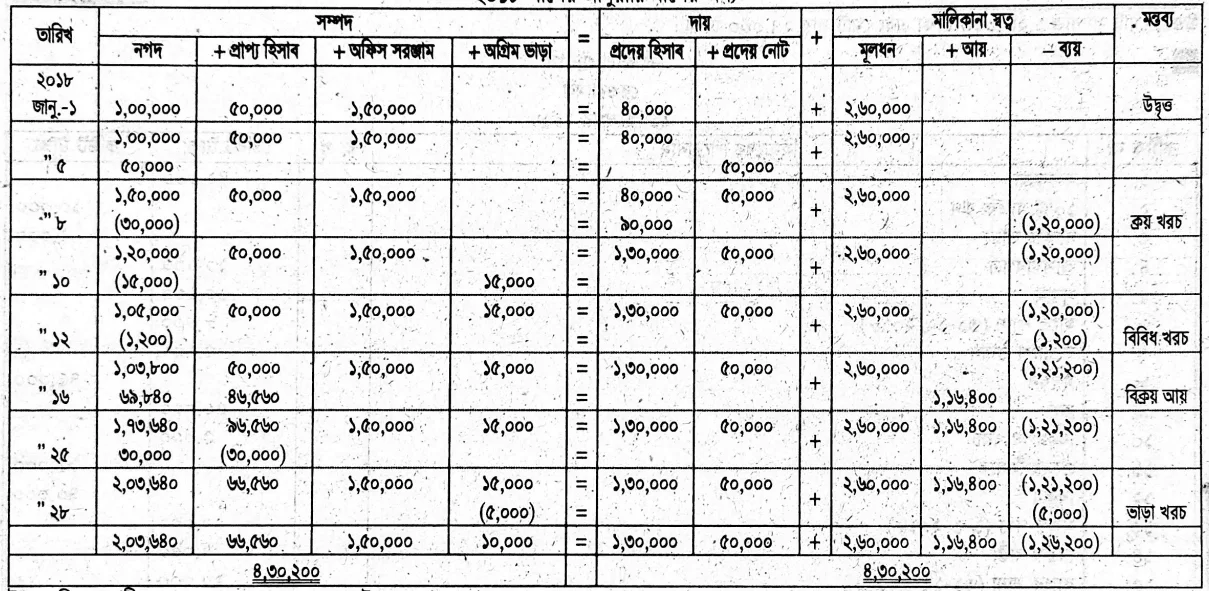 তারিখ সম্পদ = দায় + মালিকানা স্বত্ব মন্তব্য
নগদ + প্রাপ্য হিসাব + অফিস সরঞ্জাম + অগ্রিম ভাড়া প্রদেয় হিসাব + প্রদেয় নোট মূলধন + আয় – ব্যয়
২০১৮
জানু.-১ ১,০০,০০০ ৫০,০০০ ১,৫০,০০০ = ৪০,০০০ + ২,৬০,০০০ উদ্বৃত্ত
১,০০,০০০ ৫০,০০০ ১,৫০,০০০ = ৪০,০০০ + ২,৬০,০০০
" ৫ ৫০,০০০ = ৫০,০০০
১,৫০,০০০ ৫০,০০০ ১,৫০,০০০ = ৪০,০০০ ৫০,০০০ + ২,৬০,০০০
" ৮ (৩০,০০০) = ৯০,০০০ (১,২০,০০০) ক্রয় খরচ
১,২০,০০০ ৫০,০০০ ১,৫০,০০০ = ১,৩০,০০০ ৫০,০০০ + ২,৬০,০০০ (১,২০,০০০)
" ১০ (১৫,০০০) ১৫,০০০ =
১,০৫,০০০ ৫০,০০০ ১,৫০,০০০ ১৫,০০০ = ১,৩০,০০০ ৫০,০০০ + ২,৬০,০০০ (১,২০,০০০)
" ১২ (১,২০০) = (১,২০০) বিবিধ খরচ
১,০৩,৮০০ ৫০,০০০ ১,৫০,০০০ ১৫,০০০ = ১,৩০,০০০ ৫০,০০০ + ২,৬০,০০০ (১,২১,২০০)
" ১৬ ৬৯,৮৪০ ৪৬,৫৬০ = ১,১৬,৪০০ বিক্রয় আয়
১,৭৩,৬৪০ ৯৬,৫৬০ ১,৫০,০০০ ১৫,০০০ = ১,৩০,০০০ ৫০,০০০ + ২,৬০,০০০ ১,১৬,৪০০ (১,২১,২০০)
" ২৫ ৩০,০০০ (৩০,০০০) =
২,০৩,৬৪০ ৬৬,৫৬০ ১,৫০,০০০ ১৫,০০০ = ১,৩০,০০০ ৫০,০০০ + ২,৬০,০০০ ১,১৬,৪০০ (১,২১,২০০)
" ২৮ (৫,০০০) = (৫,০০০) ভাড়া খরচ
২,০৩,৬৪০ ৬৬,৫৬০ ১,৫০,০০০ ১০,০০০ = ১,৩০,০০০ ৫০,০০০ + ২,৬০,০০০ ১,১৬,৪০০ (১,২৬,২০০)
৪,৩০,২০০ ৪,৩০,২০০